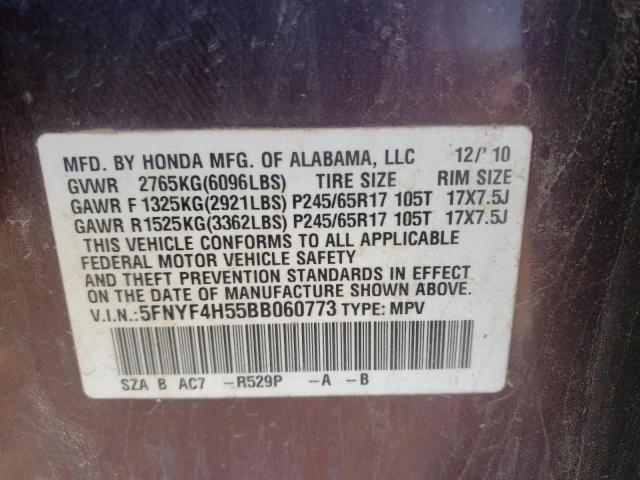 MFD. BY HONDA MFG. OF ALABAMA, LLC 12/'10
GVWR 2765KG(6096LBS) TIRE SIZE RIM SIZE
GAWR F 1325KG(2921LBS) P245/65R17 105T 17X7.5J
GAWR R1525KG(3362LBS) P245/65R17 105T 17X7.5J
THIS VEHICLE CONFORMS TO ALL APPLICABLE
FEDERAL MOTOR VEHICLE SAFETY
AND THEFT PREVENTION STANDARDS IN EFFECT
ON THE DATE OF MANUFACTURE SHOWN ABOVE.
V.I.N.:5FNYF4H55BB060773 TYPE: MPV
SZA B AC7 -R529P -A -B